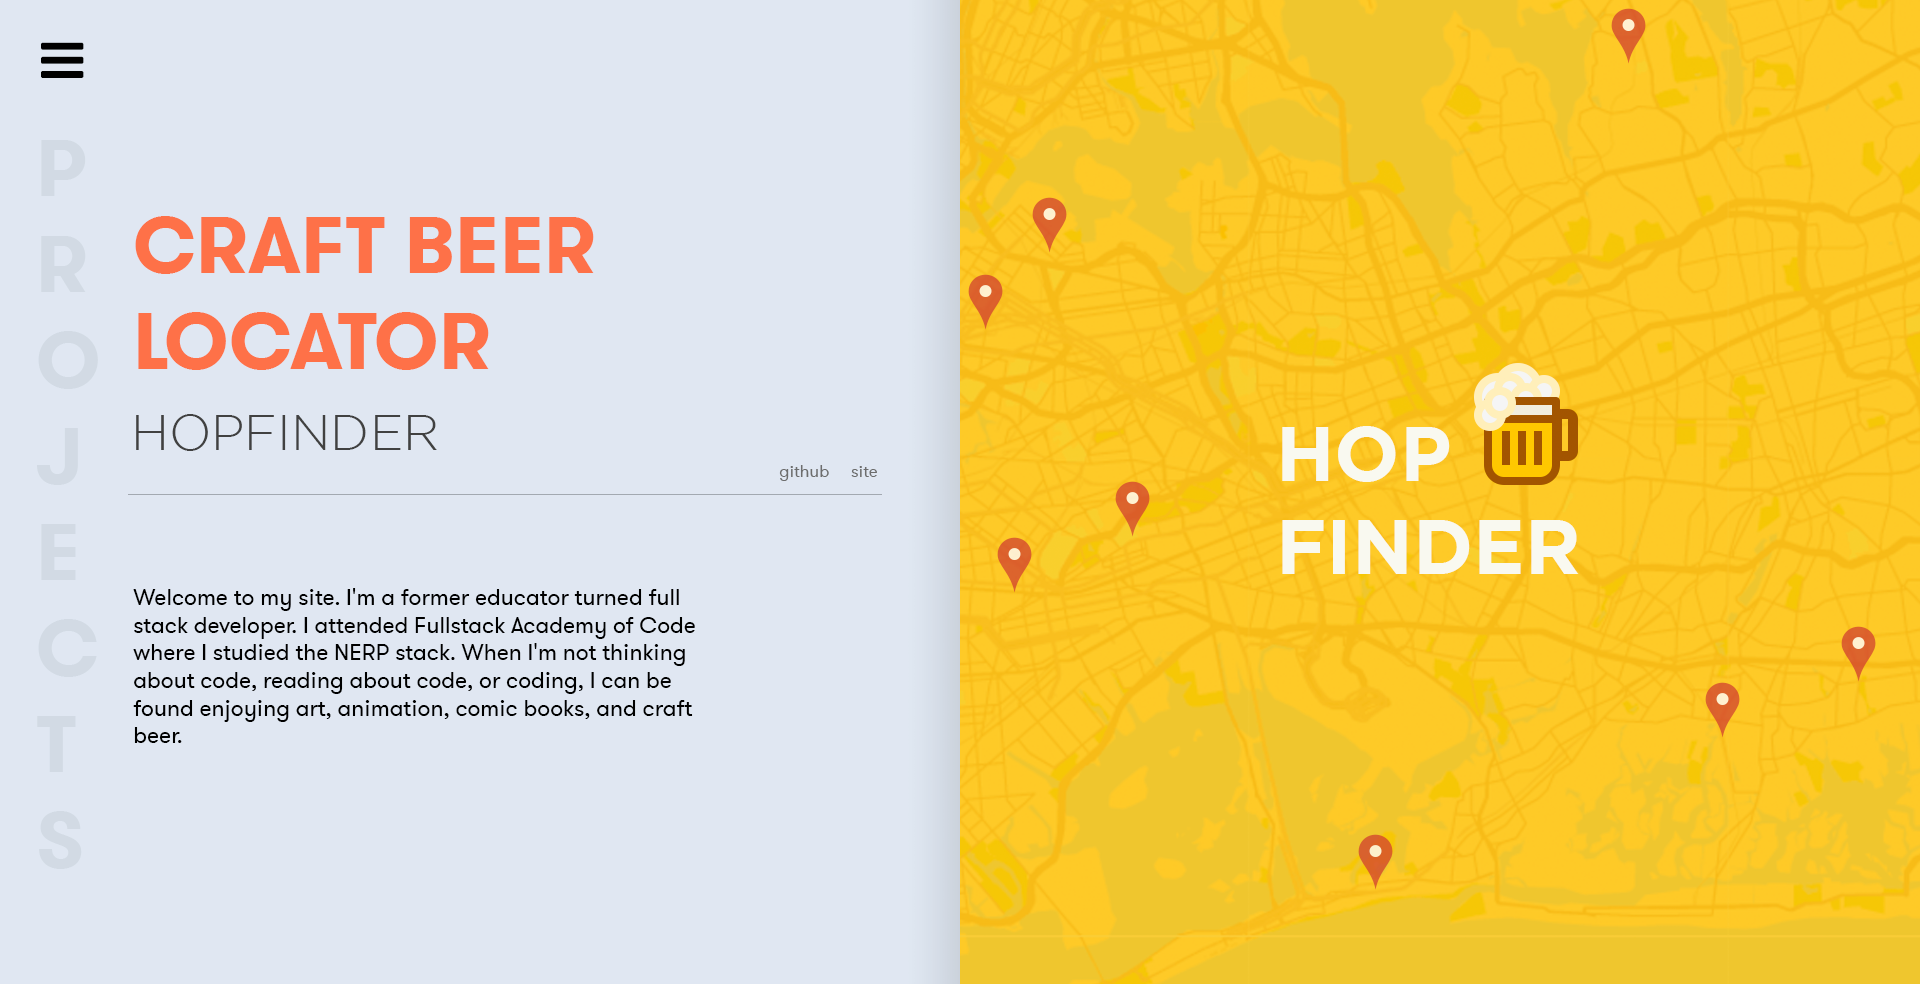 PROJECTS
CRAFT BEER
LOCATOR
HOPFINDER
github site
Welcome to my site. I'm a former educator turned full
stack developer. I attended Fullstack Academy of Code
where I studied the NERP stack. When I'm not thinking
about code, reading about code, or coding, I can be
found enjoying art, animation, comic books, and craft
beer.
HOP
FINDER